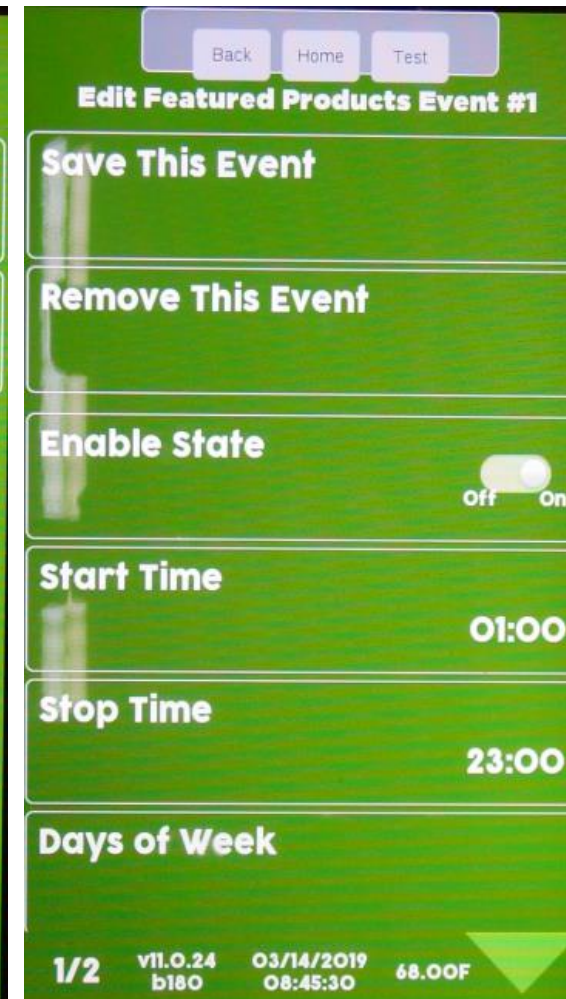 Back Home Test
Edit Featured Products Event #1
Save This Event
Remove This Event
Enable State
Off On
Start Time
01:00
Stop Time
23:00
Days of Week
1/2 v11.0.24 03/14/2019 68.00F
b180 08:45:30